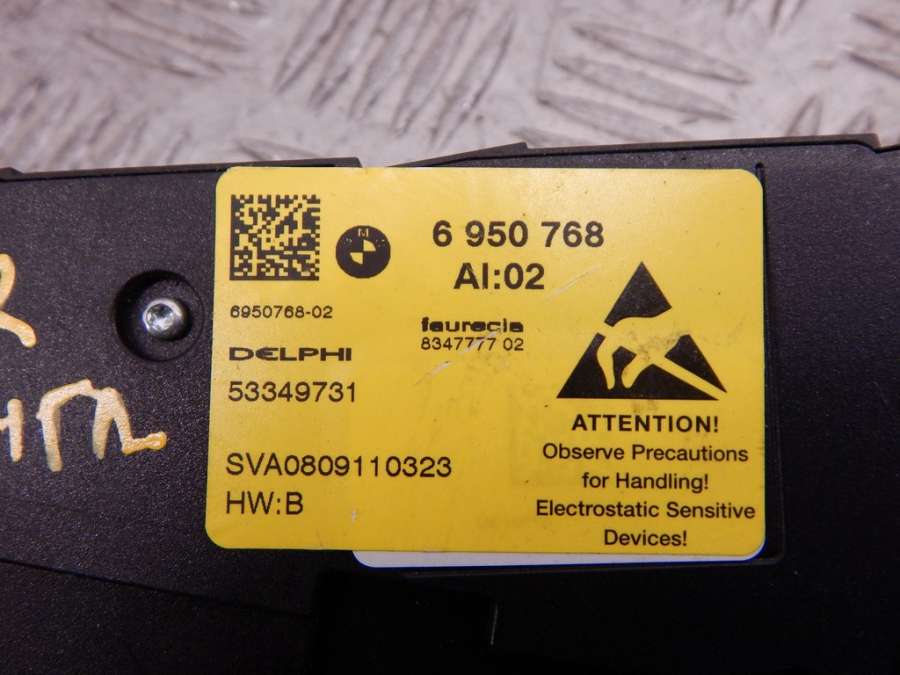 6 950 768
AI:02
6950768-02
DELPHI
53349731
faurecia
8347777 02
SVA0809110323
HW:B
ATTENTION!
Observe Precautions
for Handling!
Electrostatic Sensitive
Devices!